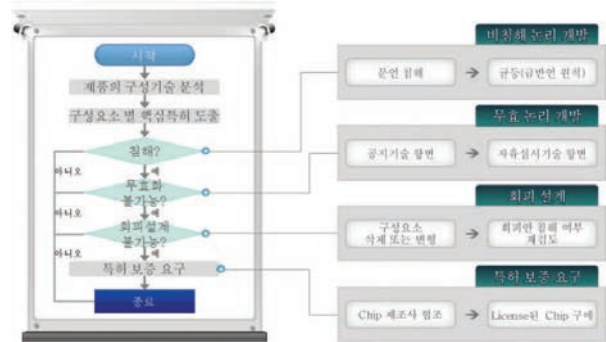 시작
제품의 구성기술 분석
구성요소 별 핵심특허 도출
침해?
아니오
예
무효화
불가능?
아니오
예
회피설계
불가능?
아니오
예
특허 보증 요구
종료
비침해 논리 개발
문언 침해
균등(금반언 원칙)
무효 논리 개발
공지기술 항변
자유실시기술 항변
회피 설계
구성요소
삭제 또는 변형
회피안 침해 여부
재검토
특허 보증 요구
Chip 제조사 협조
License된 Chip 구매